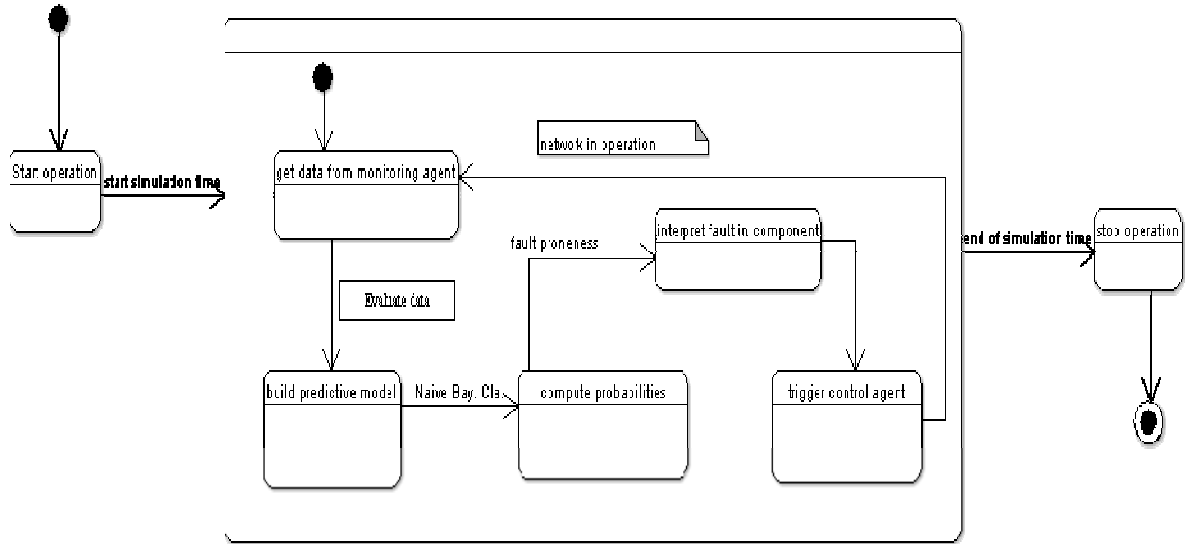 network in operation
Start operation
get data from monitoring agent
start simulation time
interpret fault in component
stop operation
fault proneness
end of simulation time
Evaluate data
build predictive model
Naive Bay. Cla.
compute probabilities
trigger control agent